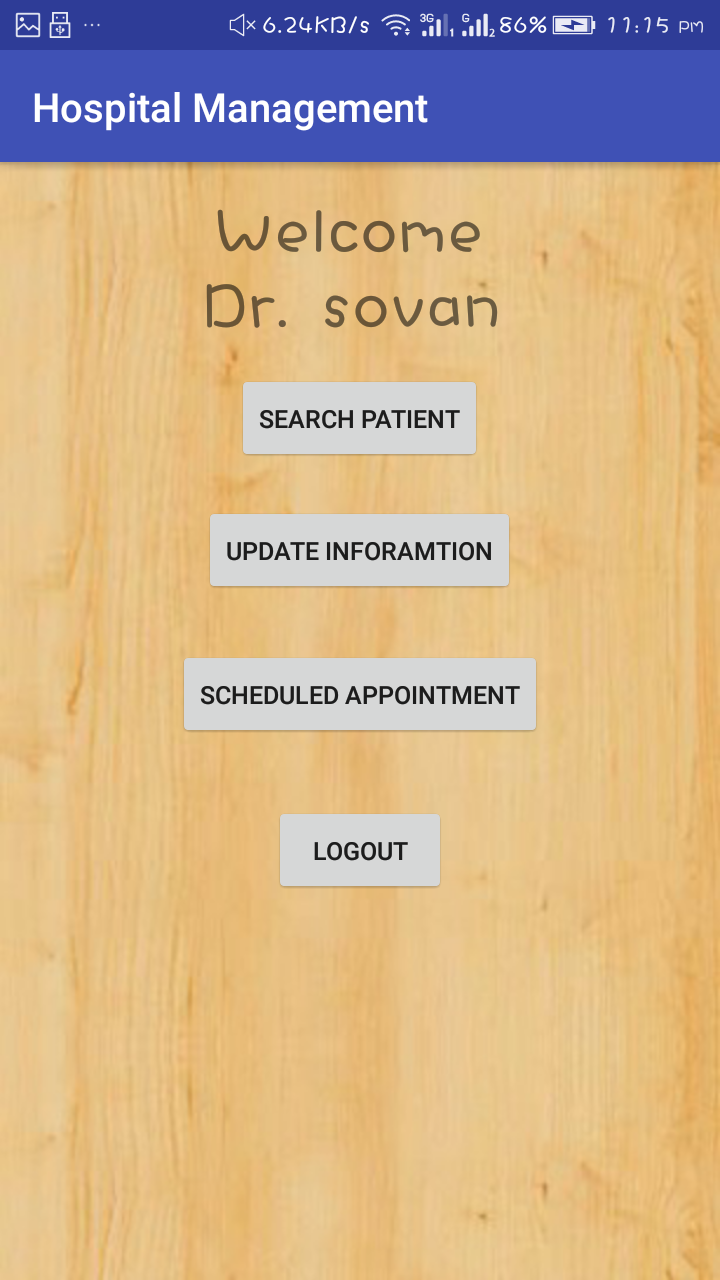 6.24KB/s 3G 1 G 2 86% 11:15 pm
Hospital Management
Welcome
Dr. sovan
SEARCH PATIENT
UPDATE INFORAMTION
SCHEDULED APPOINTMENT
LOGOUT